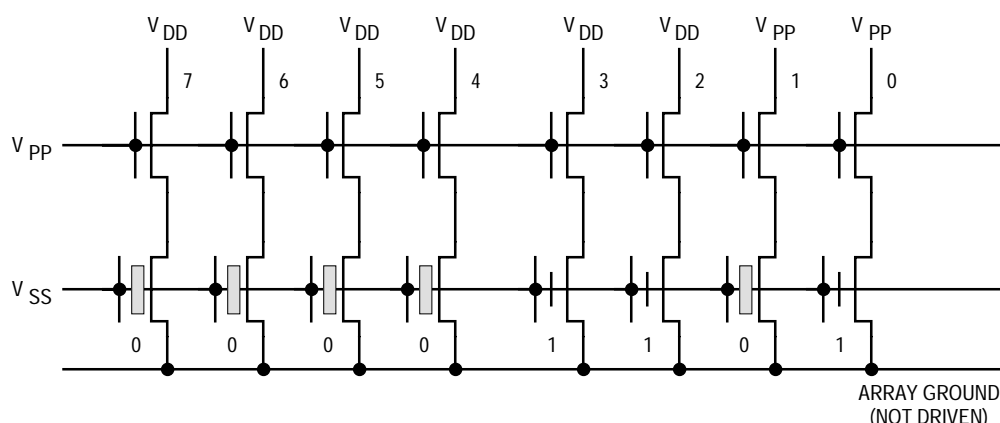 V DD V DD V DD V DD V DD V DD V PP V PP
7 6 5 4 3 2 1 0
V PP
V SS
0 0 0 0 1 1 0 1
ARRAY GROUND
(NOT DRIVEN)